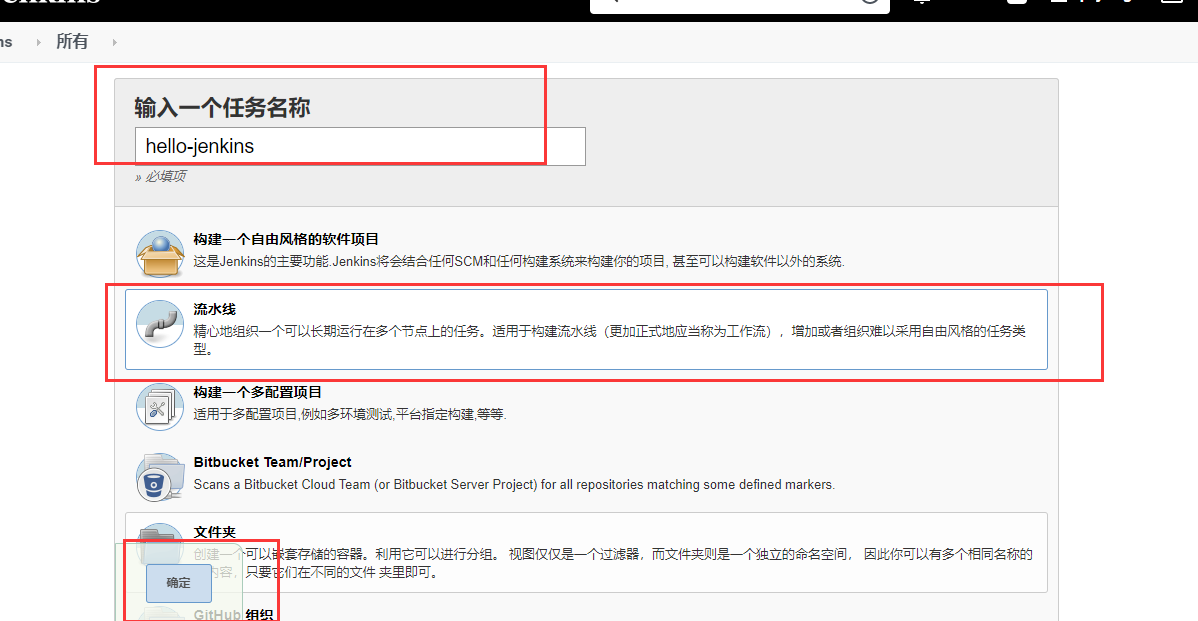 所有
输入一个任务名称
hello-jenkins
» 必填项
构建一个自由风格的软件项目
这是Jenkins的主要功能.Jenkins将会结合任何SCM和任何构建系统来构建你的项目, 甚至可以构建软件以外的系统.
流水线
精心地组织一个可以长期运行在多个节点上的任务。适用于构建流水线（更加正式地应当称为工作流），增加或者组织难以采用自由风格的任务类
型。
构建一个多配置项目
适用于多配置项目,例如多环境测试,平台指定构建,等等.
Bitbucket Team/Project
Scans a Bitbucket Cloud Team (or Bitbucket Server Project) for all repositories matching some defined markers.
文件夹
创建一个可以嵌套存储的容器。利用它可以进行分组。 视图仅仅是一个过滤器，而文件夹则是一个独立的命名空间， 因此你可以有多个相同名称的
内容，只要它们在不同的文件 夹里即可。
确定
GitHub 组织